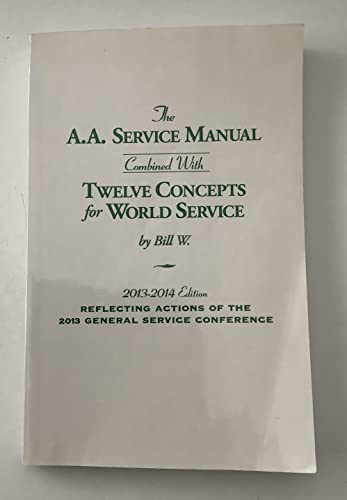 The
A.A. SERVICE MANUAL
Combined With
TWELVE CONCEPTS
for WORLD SERVICE
by Bill W.
2013-2014 Edition
REFLECTING ACTIONS OF THE
2013 GENERAL SERVICE CONFERENCE